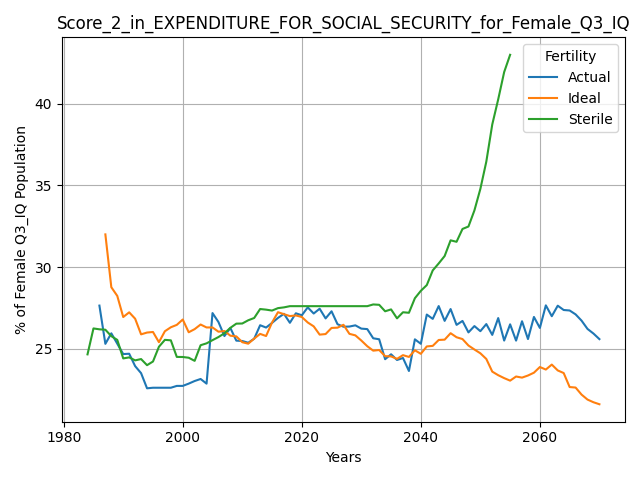 Score_2_in_EXPENDITURE_FOR_SOCIAL_SECURITY_for_Female_Q3_IQ
Fertility
Actual
Ideal
Sterile
% of Female Q3_IQ Population
40
35
30
25
1980
2000
2020
2040
2060
Years